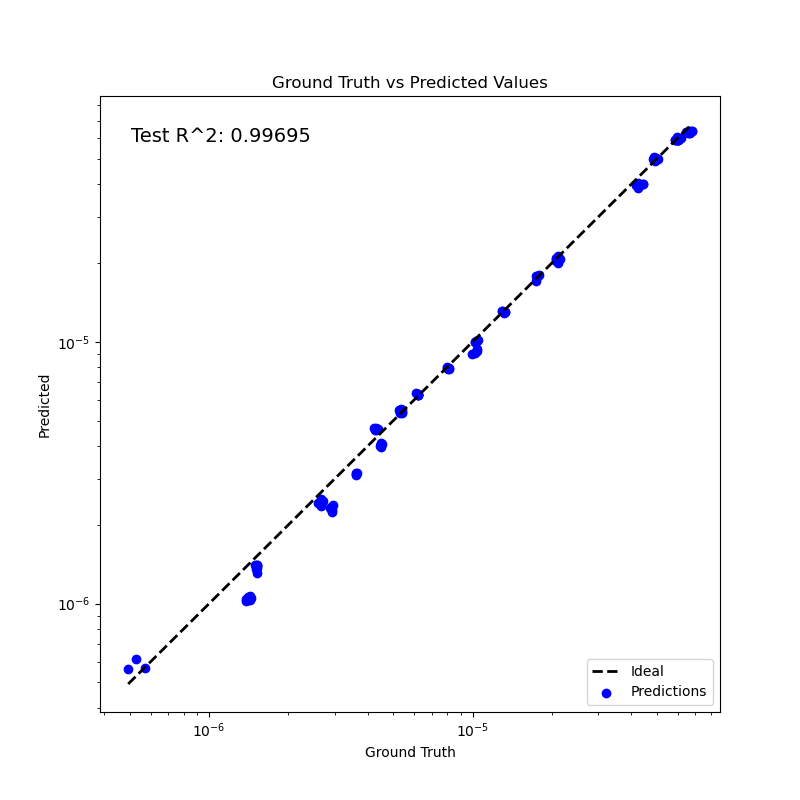 Ground Truth vs Predicted Values
Test R^2: 0.99695
Predicted
10⁻⁵
10⁻⁶
10⁻⁶
10⁻⁵
Ground Truth
Ideal
Predictions